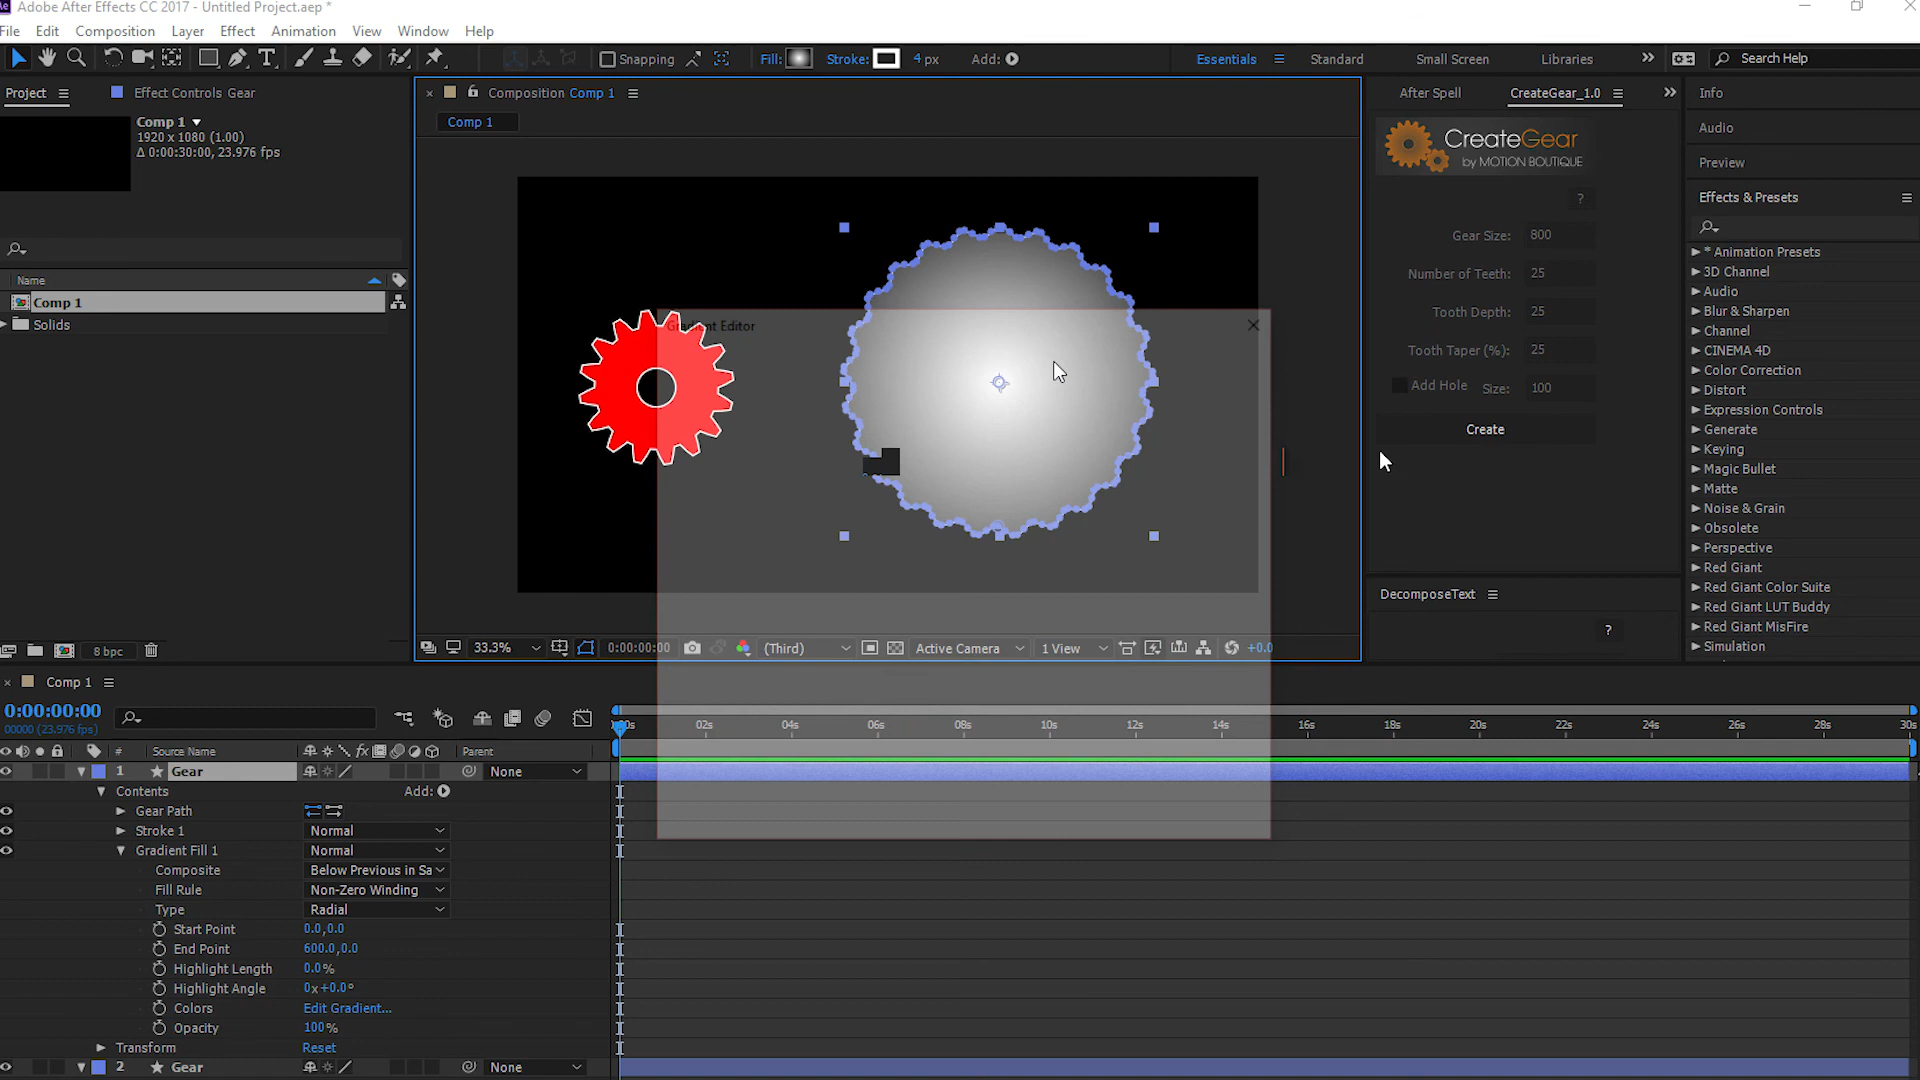 Adobe After Effects CC 2017 - Untitled Project.aep *
File Edit Composition Layer Effect Animation View Window Help
Snapping Fill: Stroke: 4 px Add: Essentials Standard Small Screen Libraries Search Help
Project Effect Controls Gear
Comp 1
1920 x 1080 (1.00)
Δ 0:00:30:00, 23.976 fps
Name
Comp 1
Solids
8 bpc
Composition Comp 1
Comp 1
Gradient Editor
33.3% 0:00:00:00 (Third) Active Camera 1 View +0.0
After Spell CreateGear_1.0
CreateGear
by MOTION BOUTIQUE
?
Gear Size: 800
Number of Teeth: 25
Tooth Depth: 25
Tooth Taper (%): 25
Add Hole Size: 100
Create
DecomposeText
?
Info
Audio
Preview
Effects & Presets
* Animation Presets
3D Channel
Audio
Blur & Sharpen
Channel
CINEMA 4D
Color Correction
Distort
Expression Controls
Generate
Keying
Magic Bullet
Matte
Noise & Grain
Obsolete
Perspective
Red Giant
Red Giant Color Suite
Red Giant LUT Buddy
Red Giant MisFire
Simulation
Comp 1
0:00:00:00
00000 (23.976 fps)
02s 04s 06s 08s 10s 12s 14s 16s 18s 20s 22s 24s 26s 28s 30s
# Source Name fx Parent
1 Gear None
Contents Add:
Gear Path
Stroke 1 Normal
Gradient Fill 1 Normal
Composite Below Previous in Sa
Fill Rule Non-Zero Winding
Type Radial
Start Point 0.0,0.0
End Point 600.0,0.0
Highlight Length 0.0%
Highlight Angle 0x+0.0°
Colors Edit Gradient...
Opacity 100%
Transform Reset
2 Gear None